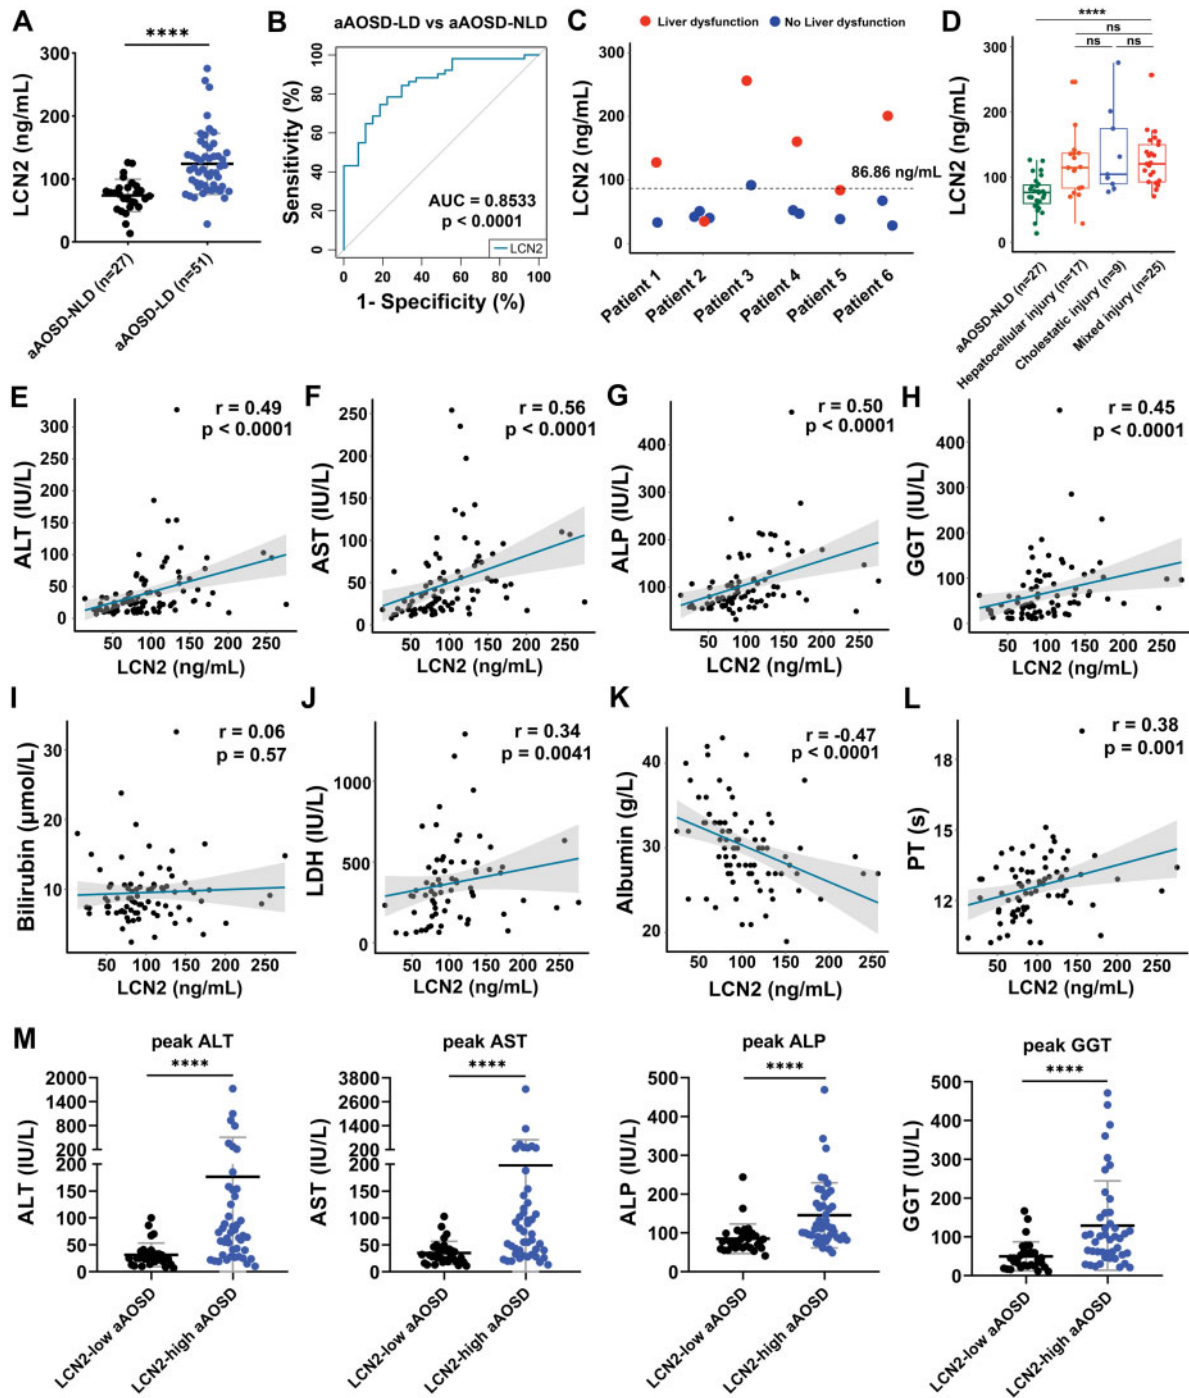 A
****
LCN2 (ng/mL)
300
200
100
0
aAOSD-NLD (n=27)
aAOSD-LD (n=51)
B
aAOSD-LD vs aAOSD-NLD
Sensitivity (%)
100
80
60
40
20
0
AUC = 0.8533
p < 0.0001
LCN2
0 20 40 60 80 100
1- Specificity (%)
C
Liver dysfunction
No Liver dysfunction
LCN2 (ng/mL)
300
200
100
0
86.86 ng/mL
Patient 1
Patient 2
Patient 3
Patient 4
Patient 5
Patient 6
D
****
ns
ns ns
LCN2 (ng/mL)
300
200
100
0
aAOSD-NLD (n=27)
Hepatocellular injury (n=17)
Cholestatic injury (n=9)
Mixed injury (n=25)
E
r = 0.49
p < 0.0001
ALT (IU/L)
300
250
200
150
100
50
0
50 100 150 200 250
LCN2 (ng/mL)
F
r = 0.56
p < 0.0001
AST (IU/L)
250
200
150
100
50
0
50 100 150 200 250
LCN2 (ng/mL)
G
r = 0.50
p < 0.0001
ALP (IU/L)
400
300
200
100
50 100 150 200 250
LCN2 (ng/mL)
H
r = 0.45
p < 0.0001
GGT (IU/L)
400
300
200
100
0
50 100 150 200 250
LCN2 (ng/mL)
I
r = 0.06
p = 0.57
Bilirubin (μmol/L)
30
20
10
50 100 150 200 250
LCN2 (ng/mL)
J
r = 0.34
p = 0.0041
LDH (IU/L)
1000
500
0
50 100 150 200 250
LCN2 (ng/mL)
K
r = -0.47
p < 0.0001
Albumin (g/L)
40
30
20
50 100 150 200 250
LCN2 (ng/mL)
L
r = 0.38
p = 0.001
PT (s)
18
15
12
50 100 150 200 250
LCN2 (ng/mL)
M
peak ALT
****
ALT (IU/L)
2000
1400
800
200
200
150
100
50
0
LCN2-low aAOSD
LCN2-high aAOSD
peak AST
****
AST (IU/L)
3800
2600
1400
200
200
150
100
50
0
LCN2-low aAOSD
LCN2-high aAOSD
peak ALP
****
ALP (IU/L)
500
400
300
200
100
0
LCN2-low aAOSD
LCN2-high aAOSD
peak GGT
****
GGT (IU/L)
500
400
300
200
100
0
LCN2-low aAOSD
LCN2-high aAOSD